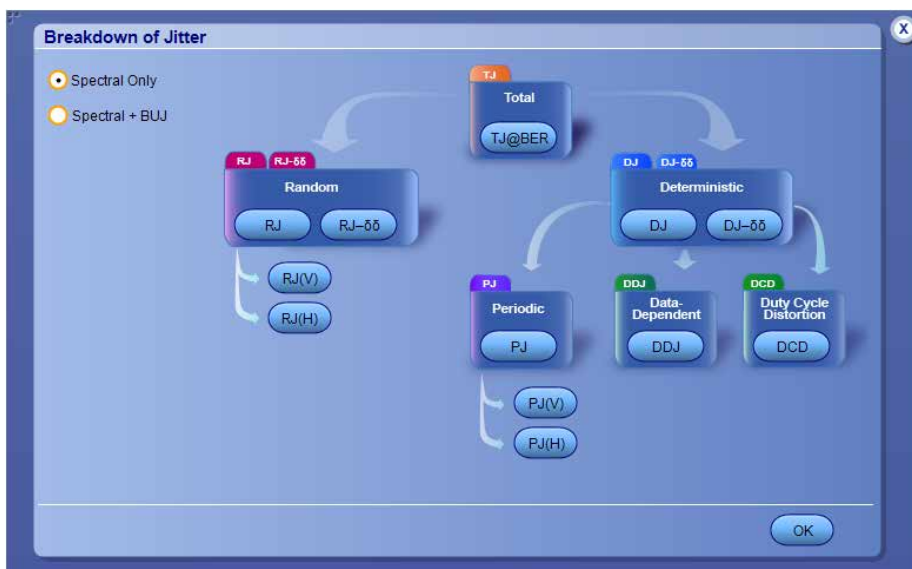 Breakdown of Jitter
X
Spectral Only
Spectral + BUJ
TJ
Total
TJ@BER
RJ RJ-δδ
Random
RJ RJ–δδ
RJ(V)
RJ(H)
DJ DJ-δδ
Deterministic
DJ DJ–δδ
PJ
Periodic
PJ
PJ(V)
PJ(H)
DDJ
Data-
Dependent
DDJ
DCD
Duty Cycle
Distortion
DCD
OK